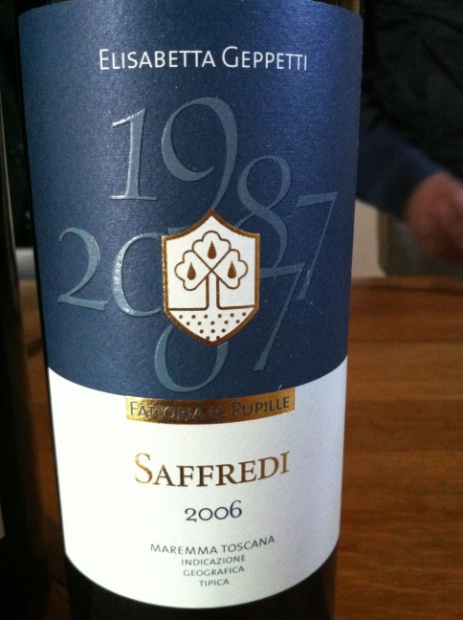 ELISABETTA GEPPETTI
1987
2007
FATTORIA LE PUPILLE
SAFFREDI
2006
MAREMMA TOSCANA
INDICAZIONE
GEOGRAFICA
TIPICA